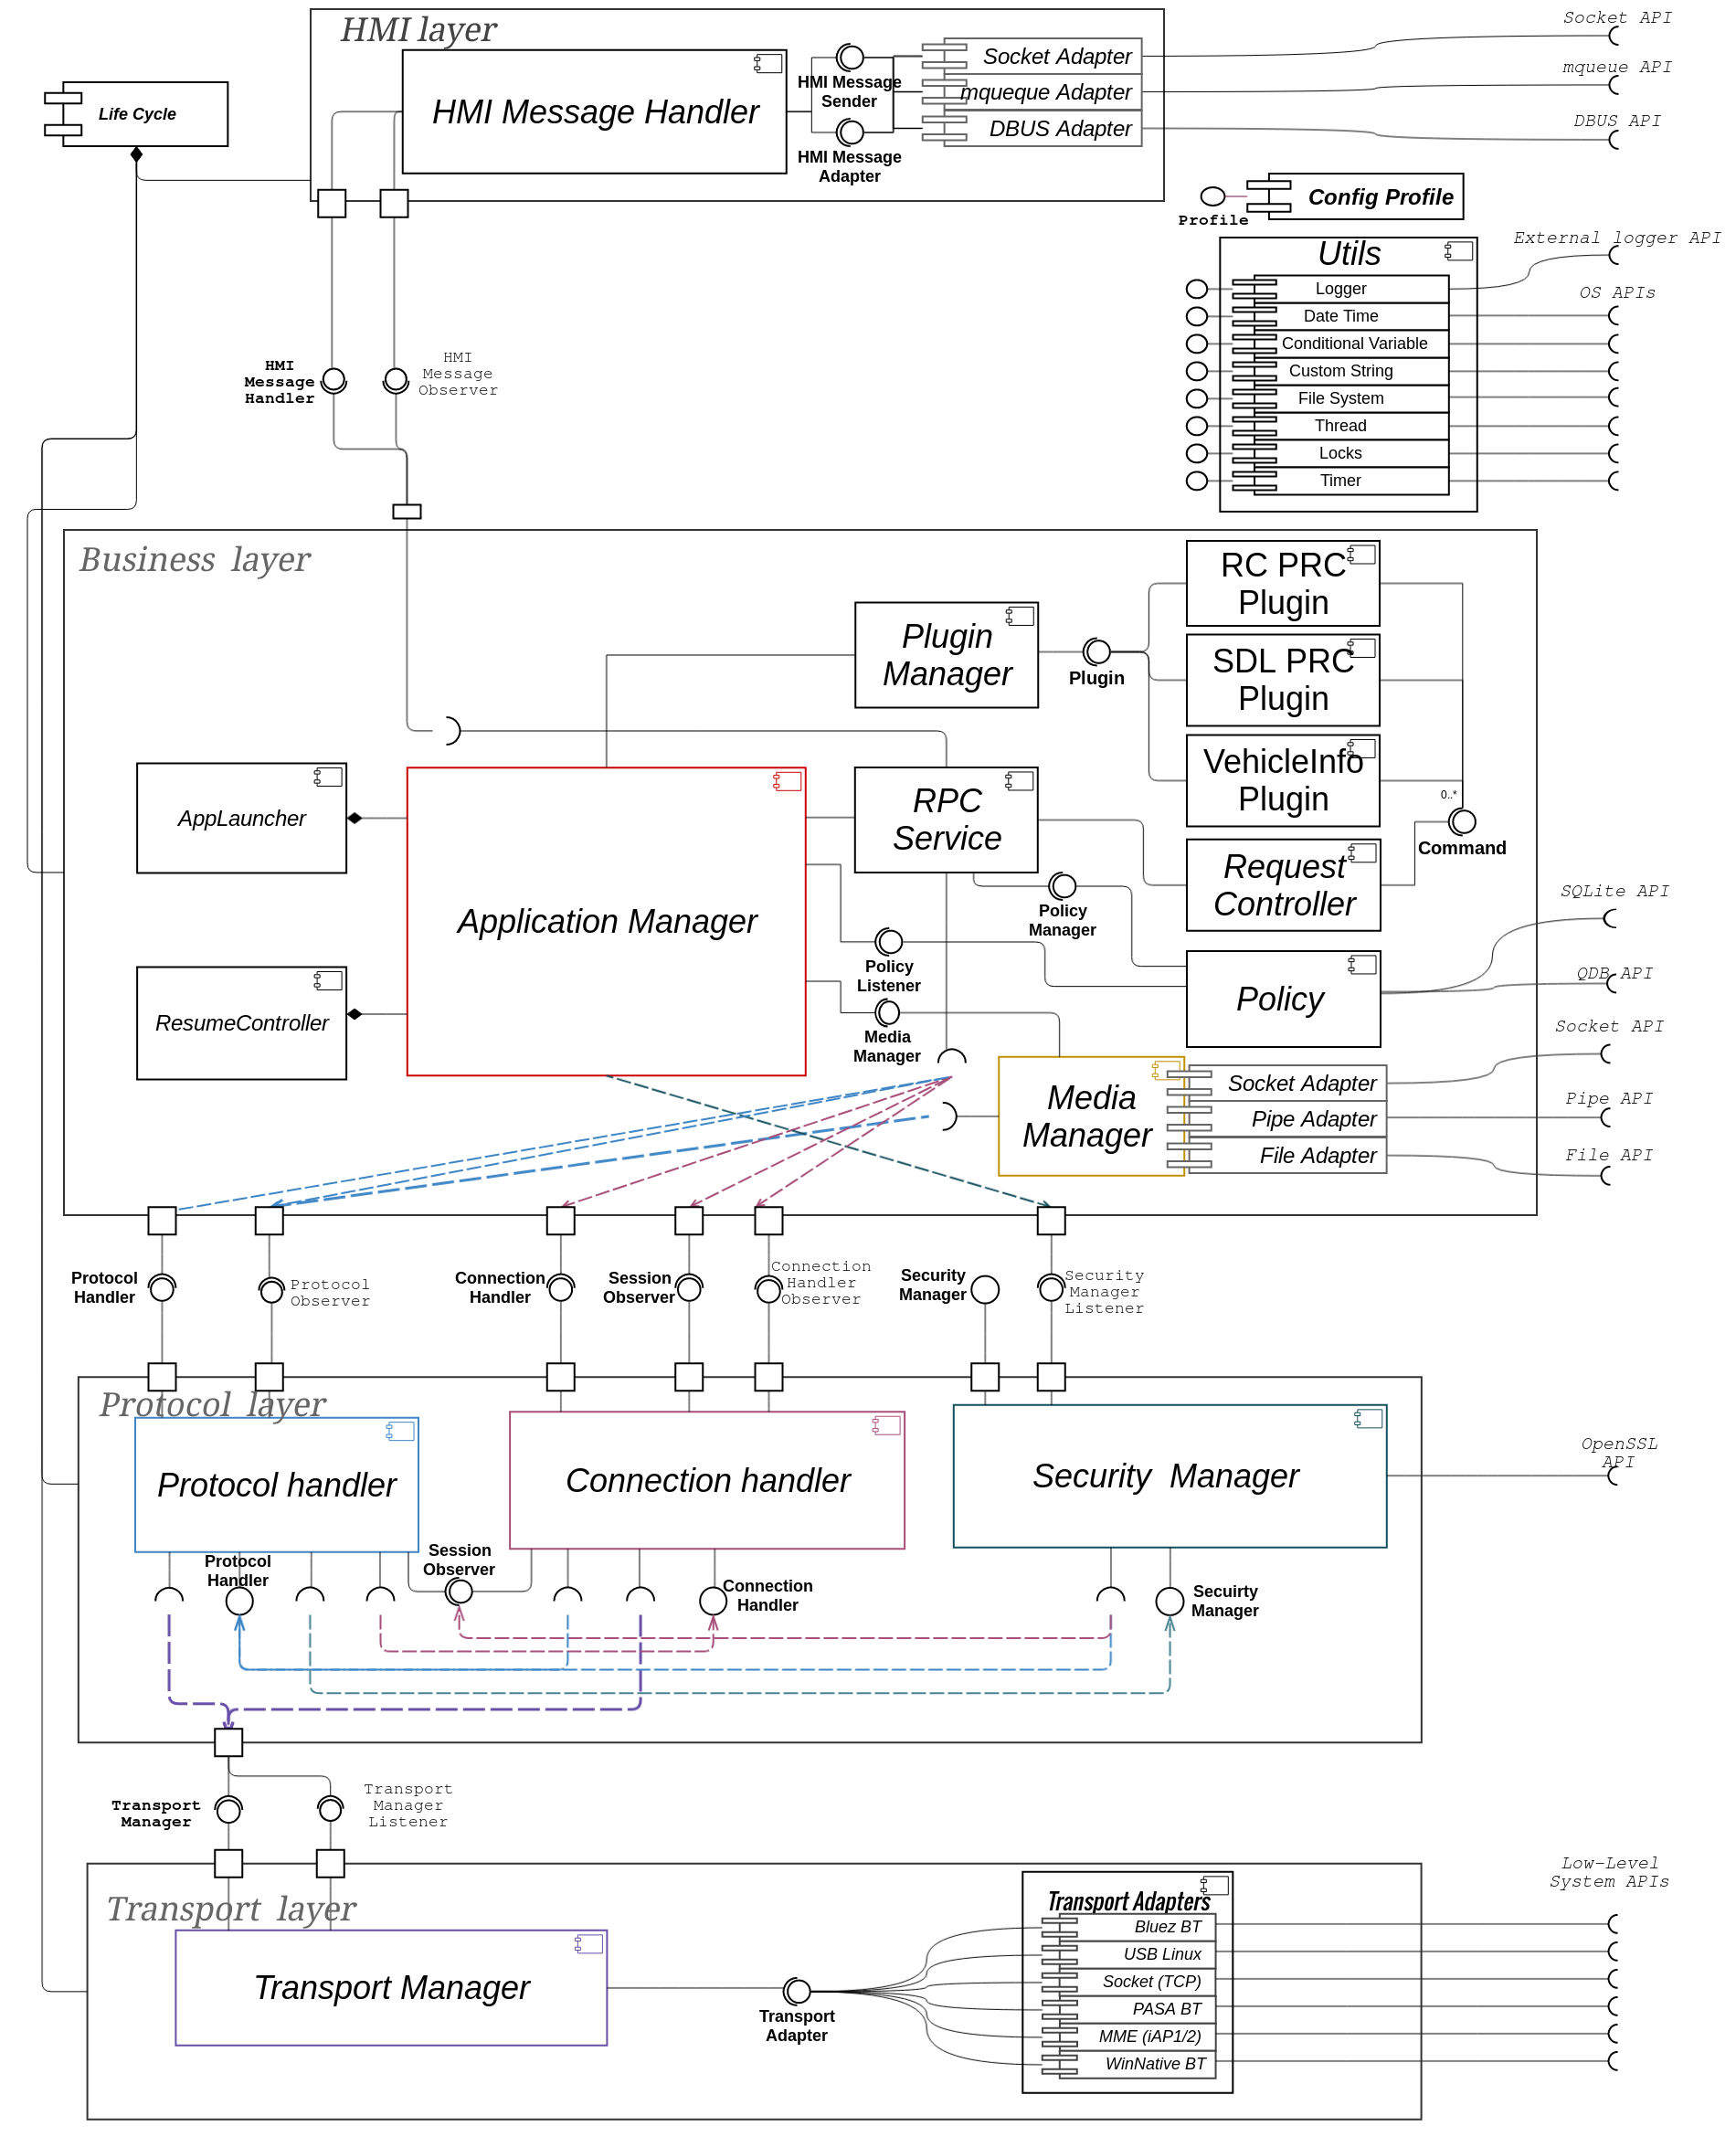 HMI layer
HMI Message Handler
HMI Message
Sender
HMI Message
Adapter
Socket Adapter
mqueque Adapter
DBUS Adapter
Socket API
mqueue API
DBUS API
Life Cycle
Config Profile
Profile
Utils
Logger
Date Time
Conditional Variable
Custom String
File System
Thread
Locks
Timer
External logger API
OS APIs
HMI
Message
Handler
HMI
Message
Observer
Business layer
Plugin
Manager
Plugin
RC PRC
Plugin
SDL PRC
Plugin
VehicleInfo
Plugin
0..*
Command
AppLauncher
Application Manager
RPC
Service
Request
Controller
Policy
Manager
Policy
Listener
Policy
SQLite API
QDB API
ResumeController
Media
Manager
Media
Manager
Socket Adapter
Pipe Adapter
File Adapter
Socket API
Pipe API
File API
Protocol
Handler
Protocol
Observer
Connection
Handler
Session
Observer
Connection
Handler
Observer
Security
Manager
Security
Manager
Listener
Protocol layer
Protocol handler
Connection handler
Security Manager
OpenSSL
API
Protocol
Handler
Session
Observer
Connection
Handler
Secuirty
Manager
Transport
Manager
Transport
Manager
Listener
Transport layer
Transport Manager
Transport
Adapter
Transport Adapters
Bluez BT
USB Linux
Socket (TCP)
PASA BT
MME (iAP1/2)
WinNative BT
Low-Level
System APIs